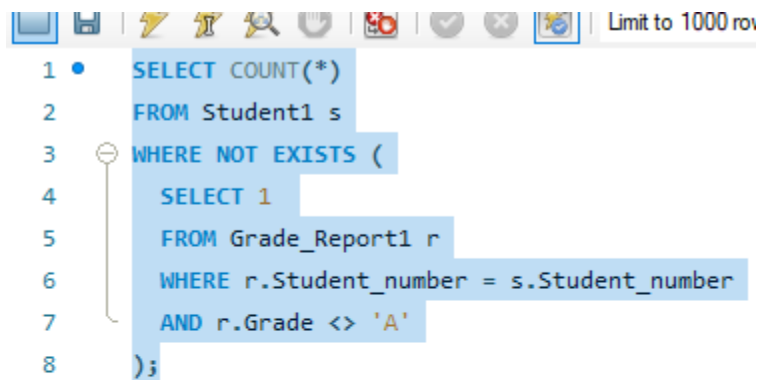 Limit to 1000 rov
1 SELECT COUNT(*)
2 FROM Student1 s
3 WHERE NOT EXISTS (
4 SELECT 1
5 FROM Grade_Report1 r
6 WHERE r.Student_number = s.Student_number
7 AND r.Grade <> 'A'
8 );